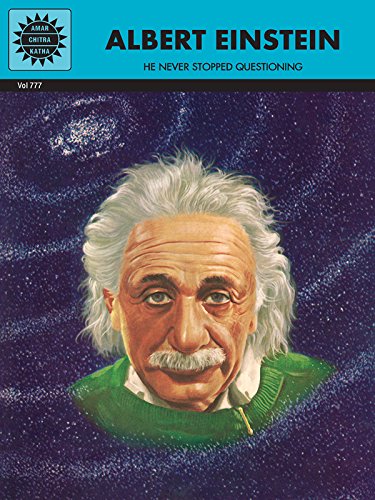 AMAR
CHITRA
KATHA
ALBERT EINSTEIN
HE NEVER STOPPED QUESTIONING
Vol 777